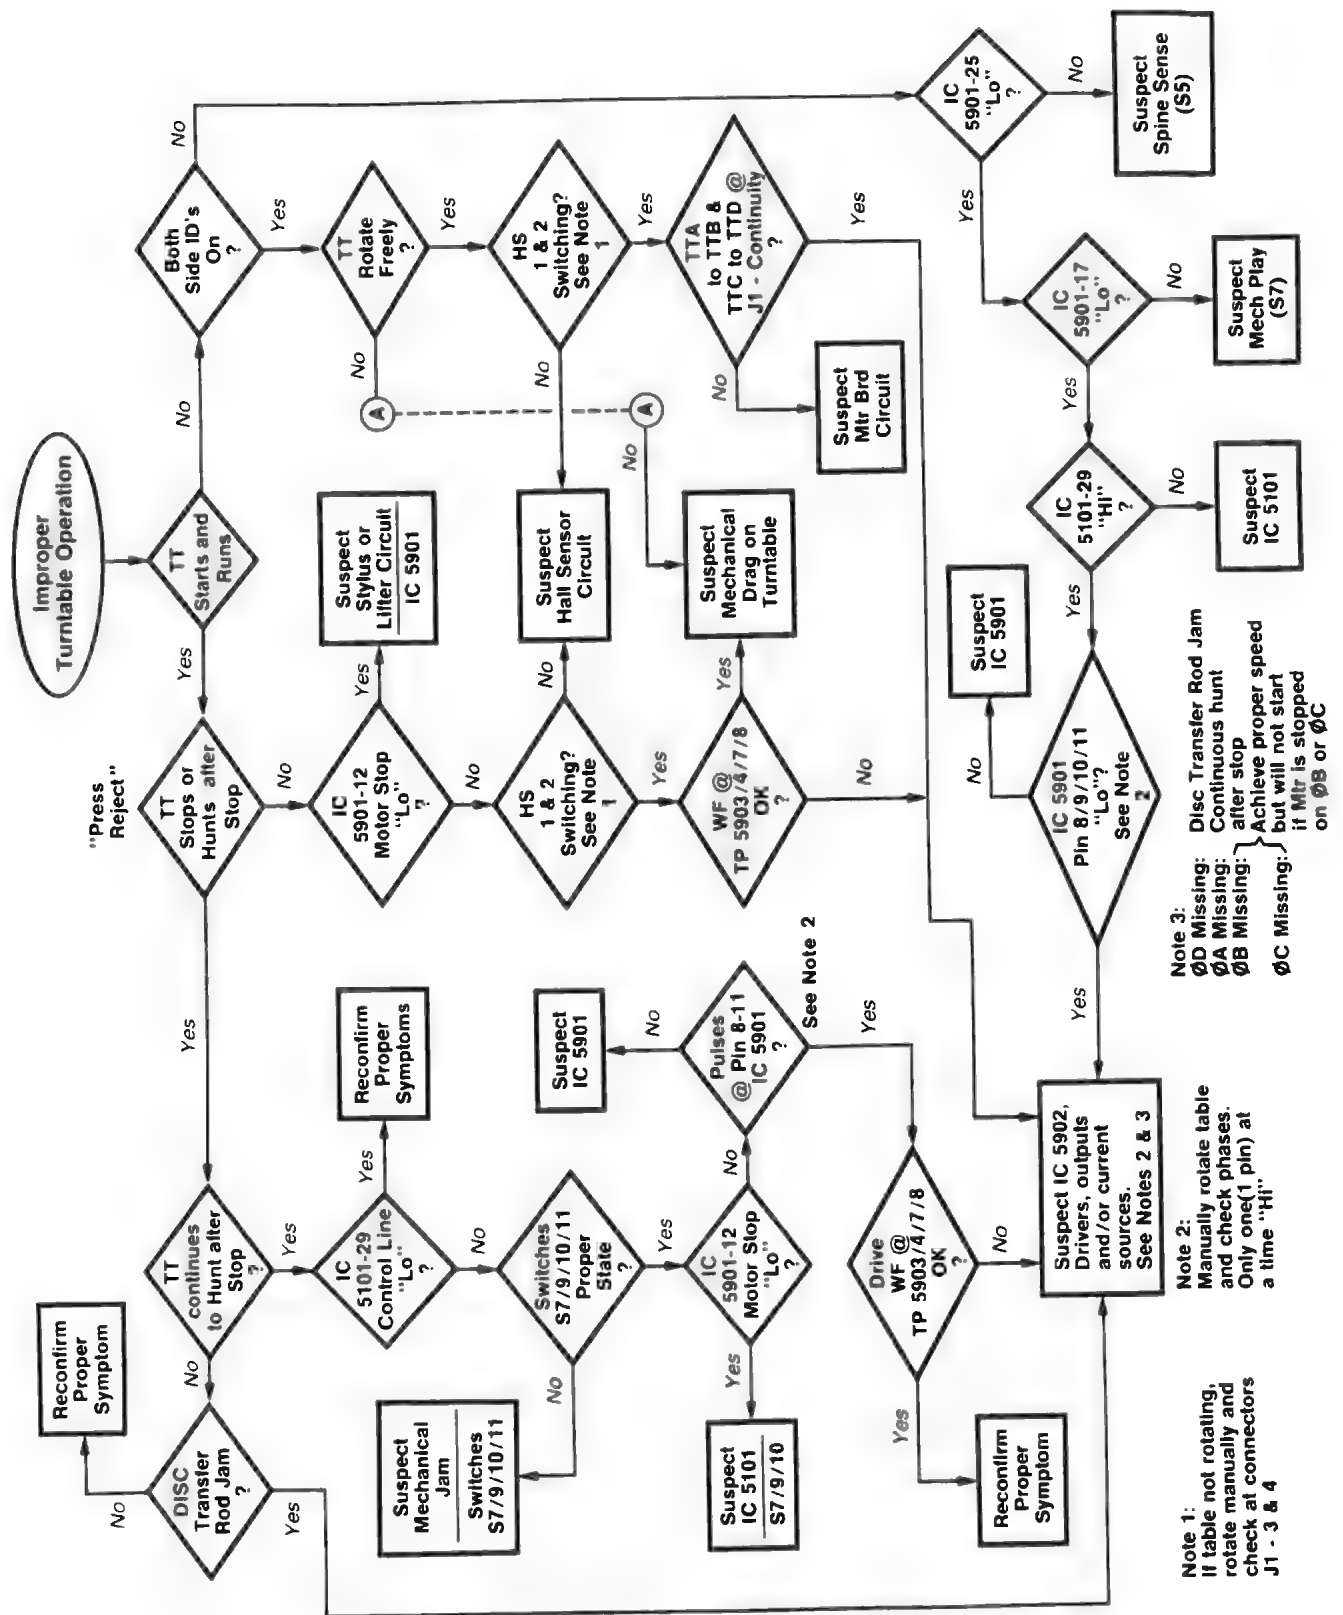 Improper
Turntable Operation
TT
Starts and
Runs
Yes
No
"Press
Reject"
TT
Stops or
Hunts after
Stop
Yes
No
Both
Side ID's
On
?
No
Yes
TT
continues
to Hunt after
Stop
?
No
Yes
DISC
Transfer
Rod Jam
?
No
Yes
Reconfirm
Proper
Symptom
IC
5101-29
Control Line
"Lo"
?
Yes
No
Reconfirm
Proper
Symptoms
Switches
S7/9/10/11
Proper
State
?
No
Yes
Suspect
Mechanical
Jam
Switches
S7/9/10/11
IC
5901-12
Motor Stop
"Lo"
?
Yes
No
Suspect
IC 5101
S7/9/10
Pulses
@ Pin 8-11
IC 5901
?
No
Yes
See Note 2
Suspect
IC 5901
Drive
WF @
TP 5903/4/7/8
OK
?
Yes
No
Reconfirm
Proper
Symptom
Suspect IC 5902,
Drivers, outputs
and/or current
sources.
See Notes 2 & 3
IC
5901-12
Motor Stop
"Lo"
?
Yes
No
Suspect
Stylus or
Lifter Circuit
IC 5901
HS
1 & 2
Switching?
See Note
1
No
Yes
Suspect
Hall Sensor
Circuit
WF @
TP 5903/4/7/8
OK
?
Yes
No
Suspect
Mechanical
Drag on
Turntable
TT
Rotate
Freely
?
No
Yes
A
A
No
HS
1 & 2
Switching?
See Note
1
No
Yes
TTA
to TTB &
TTC to TTD @
J1 - Continuity
?
No
Yes
Suspect
Mtr Brd
Circuit
IC
5901-25
"Lo"
?
No
Yes
Suspect
Spine Sense
(S5)
IC
5901-17
"Lo"
?
No
Yes
Suspect
Mech Play
(S7)
IC
5101-29
"Hi"
?
No
Yes
Suspect
IC 5101
IC 5901
Pin 8/9/10/11
"Lo"?
See Note
2
No
Yes
Suspect
IC 5901
Note 1:
If table not rotating,
rotate manually and
check at connectors
J1 - 3 & 4
Note 2:
Manually rotate table
and check phases.
Only one(1 pin) at
a time "Hi"
Note 3:
ØD Missing: Disc Transfer Rod Jam
ØA Missing: Continuous hunt
after stop
ØB Missing: Achieve proper speed
but will not start
ØC Missing: if Mtr is stopped
on ØB or ØC